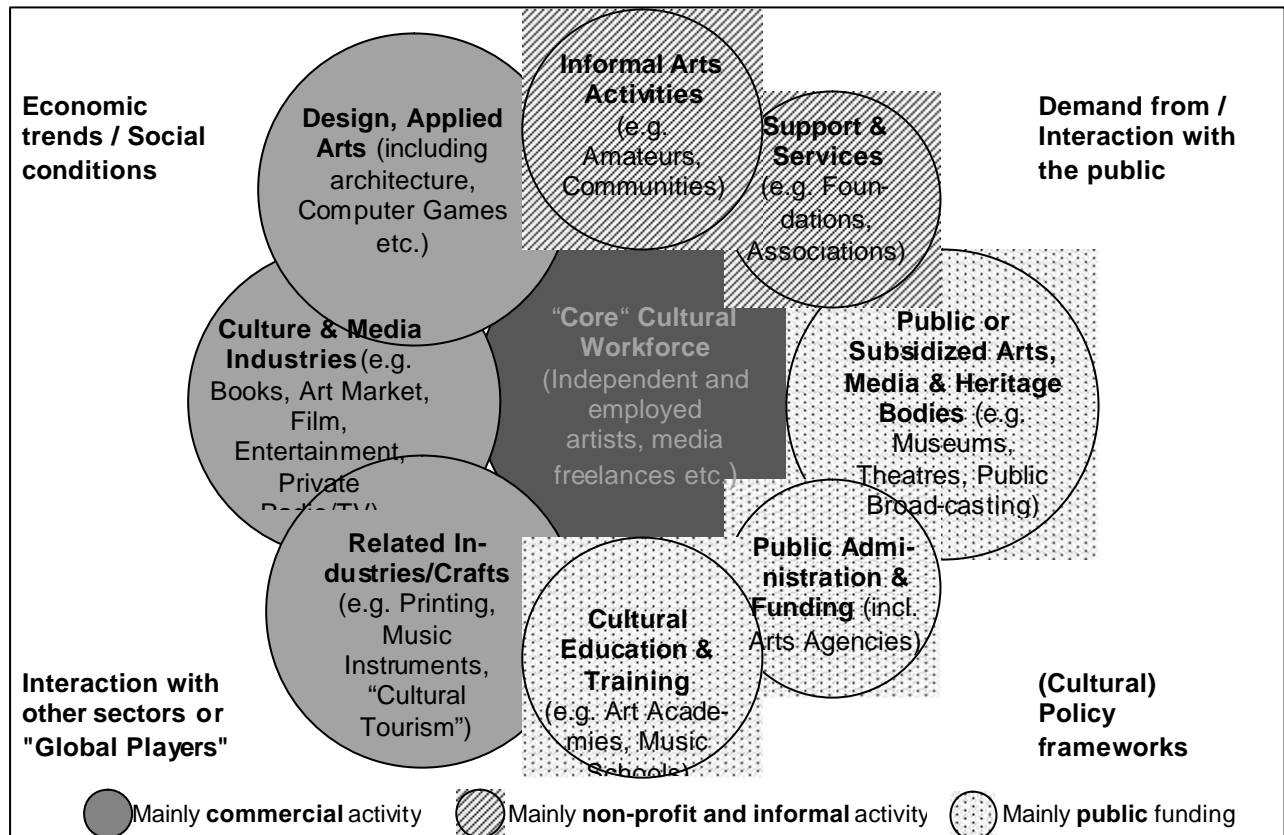 Economic
trends / Social
conditions
Design, Applied
Arts (including
architecture,
Computer Games
etc.)
Informal Arts
Activities
(e.g.
Amateurs,
Communities)
Support &
Services
(e.g. Foun-
dations,
Associations)
Demand from /
Interaction with
the public
Culture & Media
Industries (e.g.
Books, Art Market,
Film,
Entertainment,
Private
Radio/TV)
“Core“ Cultural
Workforce
(Independent and
employed
artists, media
freelances etc.)
Public or
Subsidized Arts,
Media & Heritage
Bodies (e.g.
Museums,
Theatres, Public
Broad-casting)
Related In-
dustries/Crafts
(e.g. Printing,
Music
Instruments,
“Cultural
Tourism”)
Cultural
Education &
Training
(e.g. Art Acade-
mies, Music
Schools)
Public Admi-
nistration &
Funding (incl.
Arts Agencies)
Interaction with
other sectors or
"Global Players"
(Cultural)
Policy
frameworks
Mainly commercial activity
Mainly non-profit and informal activity
Mainly public funding